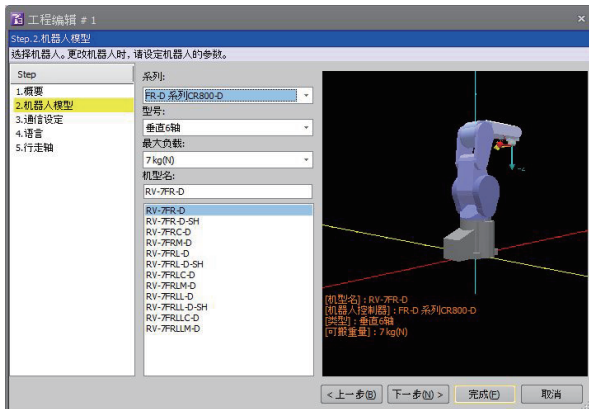 工程编辑 # 1
Step.2.机器人模型
选择机器人。更改机器人时，请设定机器人的参数。
Step
1.概要
2.机器人模型
3.通信设定
4.语言
5.行走轴
系列:
FR-D 系列CR800-D
型号:
垂直6轴
最大负载:
7kg(N)
机型名:
RV-7FR-D
RV-7FR-D
RV-7FR-D-SH
RV-7FRC-D
RV-7FRM-D
RV-7FRL-D
RV-7FRL-D-SH
RV-7FRLC-D
RV-7FRLM-D
RV-7FRLL-D
RV-7FRLL-D-SH
RV-7FRLLC-D
RV-7FRLLM-D
-Z
[机型名] : RV-7FR-D
[机器人控制器] : FR-D 系列CR800-D
[类型] : 垂直6轴
[可搬重量] : 7 kg(N)
< 上一步(B)
下一步(N) >
完成(F)
取消